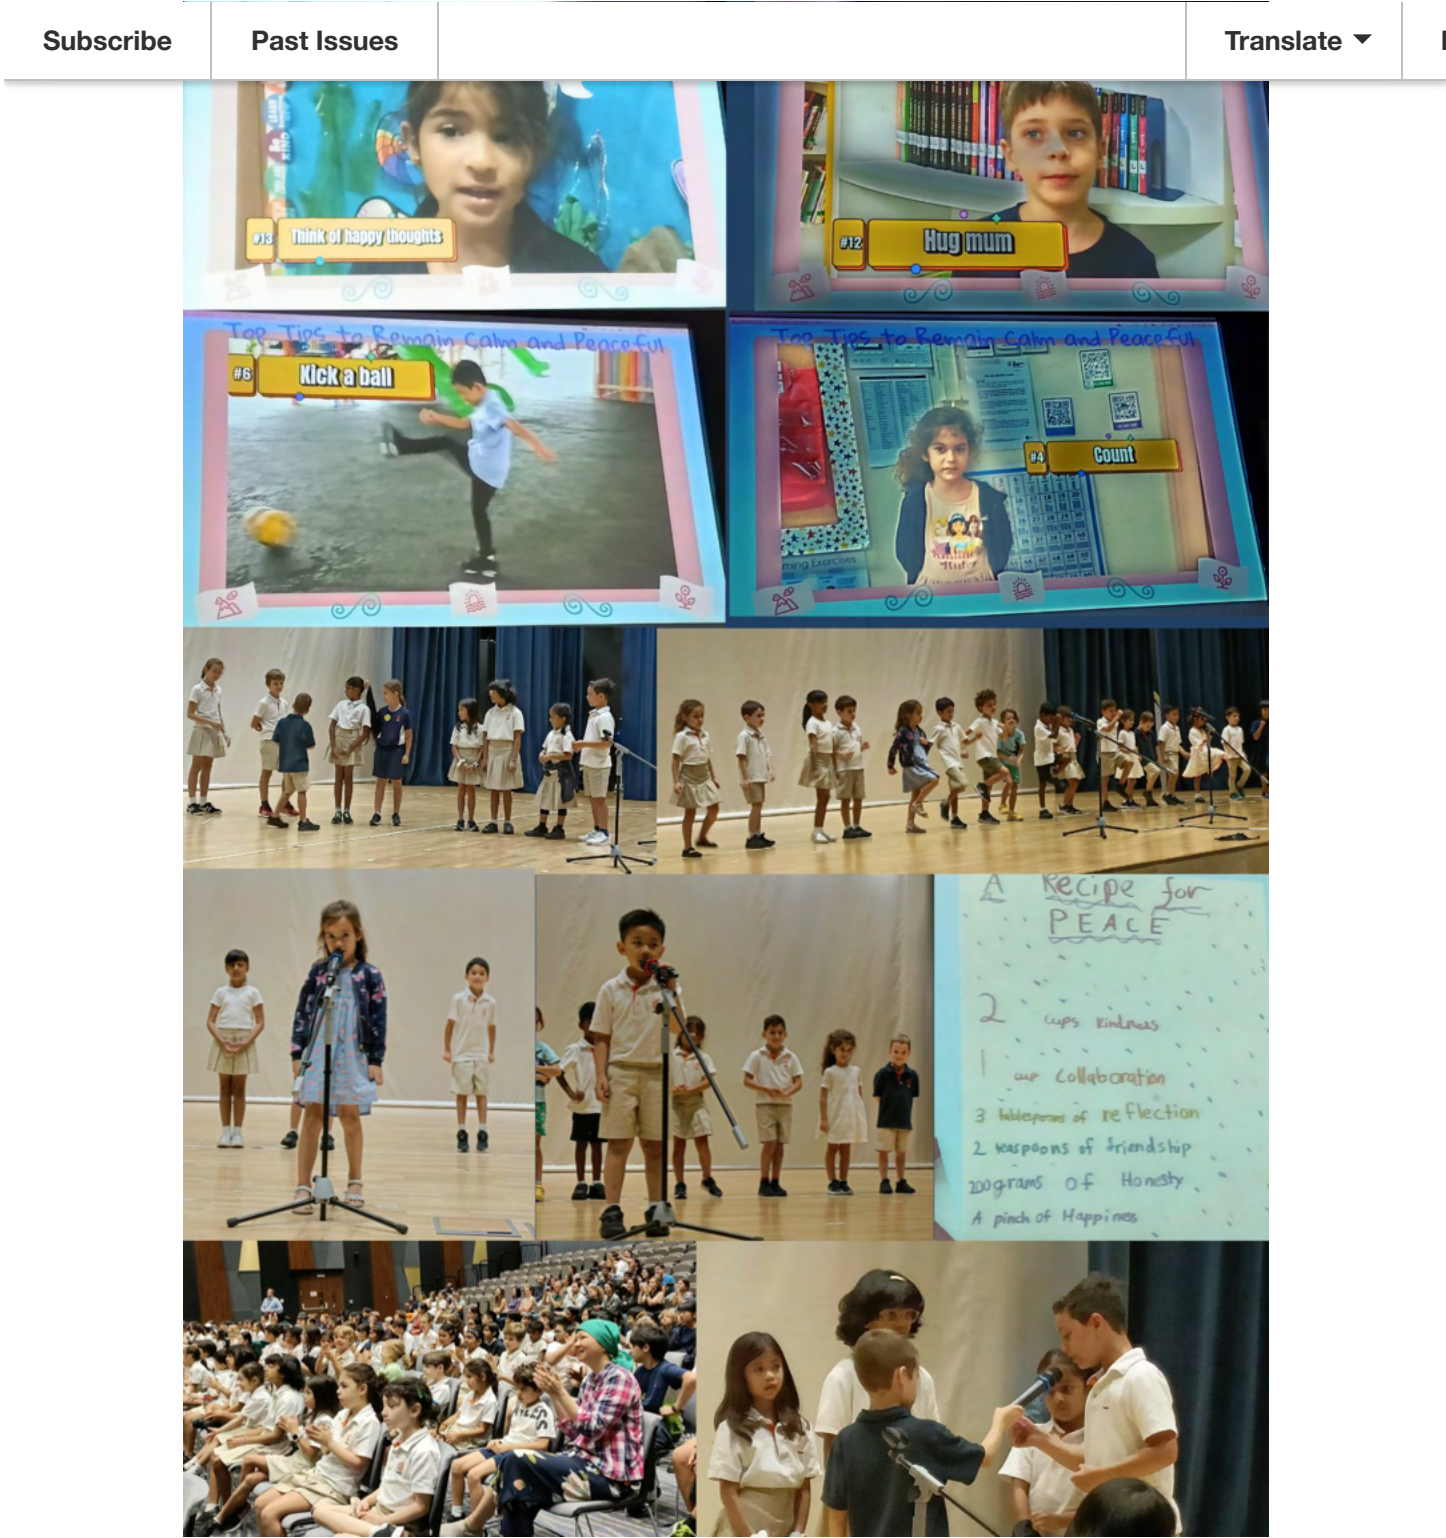 Subscribe
Past Issues
Translate
#13 Think of happy thoughts
#12 Hug mum
Top Tips to Remain Calm and Peaceful
#6 Kick a ball
Top Tips to Remain Calm and Peaceful
#4 Count
ming Exercises
A Recipe for
PEACE
2 cups kindness
1 cup collaboration
3 tablespoons of reflection
2 teaspoons of friendship
200grams of Honesty
A pinch of Happiness